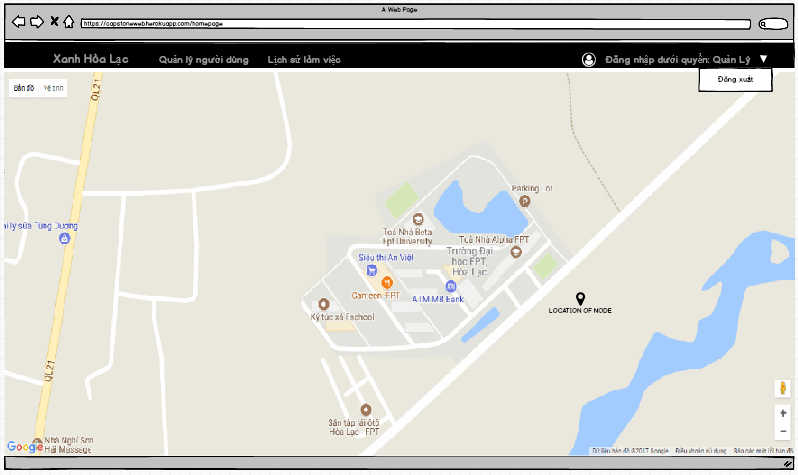 A Web Page
https://capstoneweb.herokuapp.com/homepage
Xanh Hòa Lạc
Quản lý người dùng
Lịch sử làm việc
Đăng nhập dưới quyền: Quản Lý
Đăng xuất
Bản đồ Vệ tinh
QL21
Parking Lot
lý sữa Tùng Dương
Toà Nhà Beta
Fpt University
Toà Nhà Alpha FPT
Trường Đại
học FPT,
Hòa Lạc
Siêu thị An Việt
Canteen FPT
ATM MB Bank
LOCATION OF NODE
Ký túc xá Fschool
QL21
Sân tập lái ôtô
Hòa Lạc - FPT
Nhà Nghỉ Sơn
Hải Massage
Google
Dữ liệu bản đồ ©2017 Google
Điều khoản sử dụng
Báo cáo một lỗi bản đồ